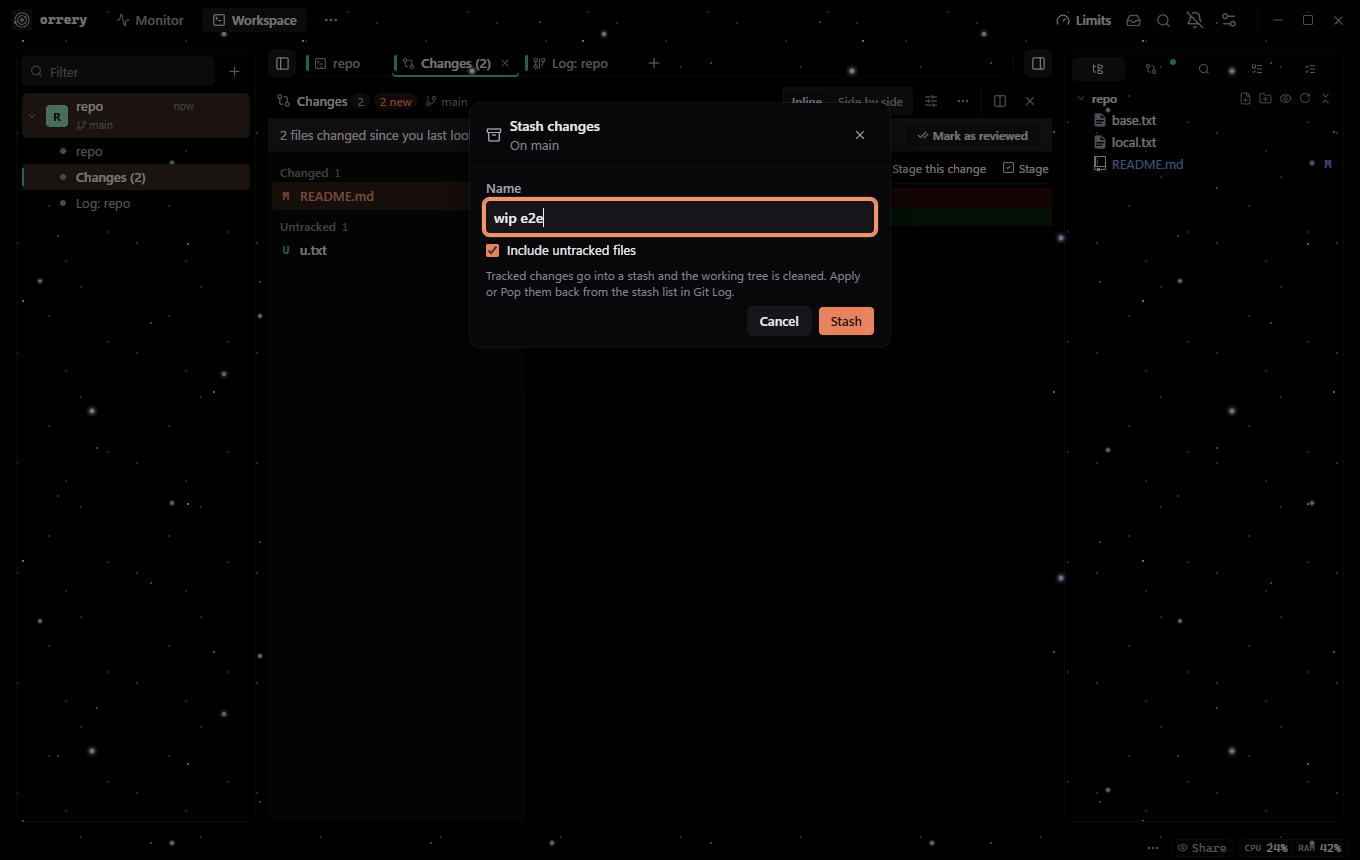 orrery
Monitor
Workspace
Limits
Filter
repo
Changes (2)
Log: repo
R
repo
now
main
repo
Changes (2)
Log: repo
Changes 2 2 new main
Inline Side by side
2 files changed since you last loo
Mark as reviewed
Stage this change
Stage
Changed 1
M README.md
Untracked 1
U u.txt
Stash changes
On main
Name
wip e2e
Include untracked files
Tracked changes go into a stash and the working tree is cleaned. Apply
or Pop them back from the stash list in Git Log.
Cancel
Stash
repo
base.txt
local.txt
README.md
M
Share
CPU 24%
RAM 42%